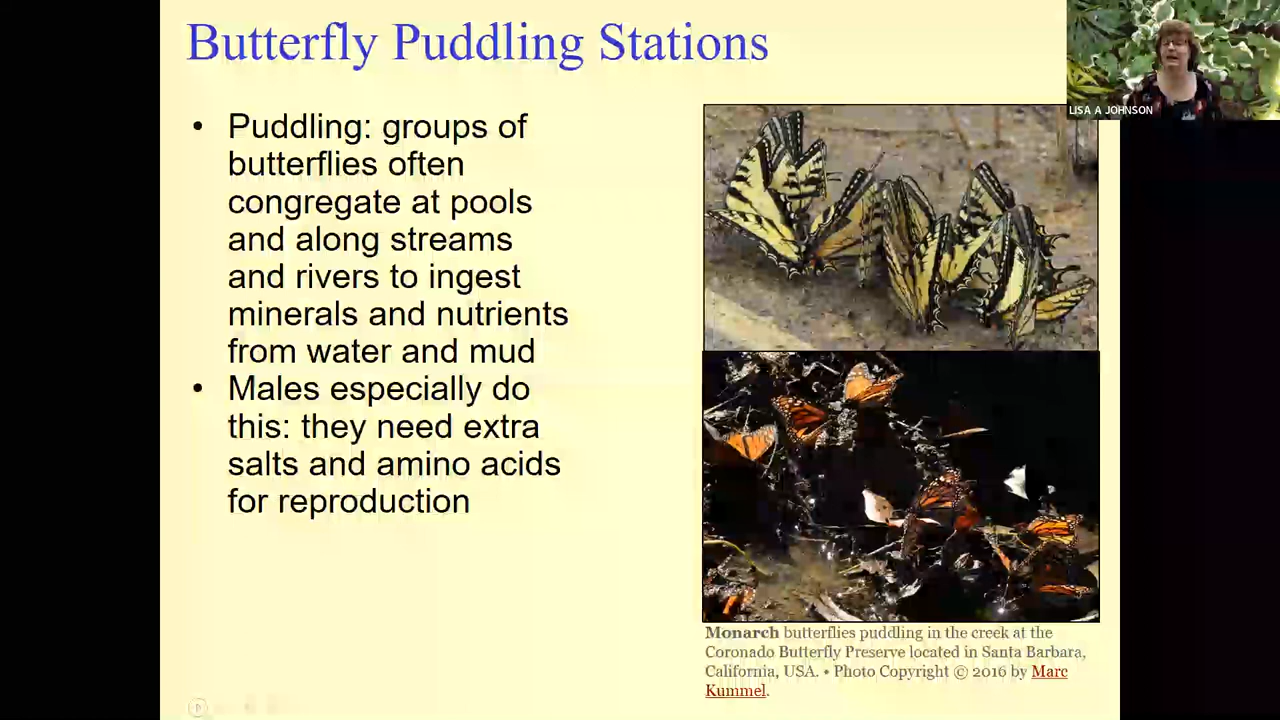 Butterfly Puddling Stations
LISA A JOHNSON
• Puddling: groups of
butterflies often
congregate at pools
and along streams
and rivers to ingest
minerals and nutrients
from water and mud
• Males especially do
this: they need extra
salts and amino acids
for reproduction
Monarch butterflies puddling in the creek at the
Coronado Butterfly Preserve located in Santa Barbara,
California, USA. • Photo Copyright © 2016 by Marc
Kummel.